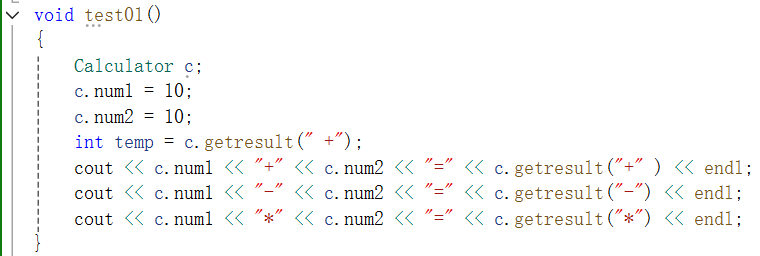 void test01()
{
Calculator c;
c.num1 = 10;
c.num2 = 10;
int temp = c.getresult(" +");
cout << c.num1 << "+" << c.num2 << "=" << c.getresult("+" ) << endl;
cout << c.num1 << "-" << c.num2 << "=" << c.getresult("-") << endl;
cout << c.num1 << "*" << c.num2 << "=" << c.getresult("*") << endl;
}